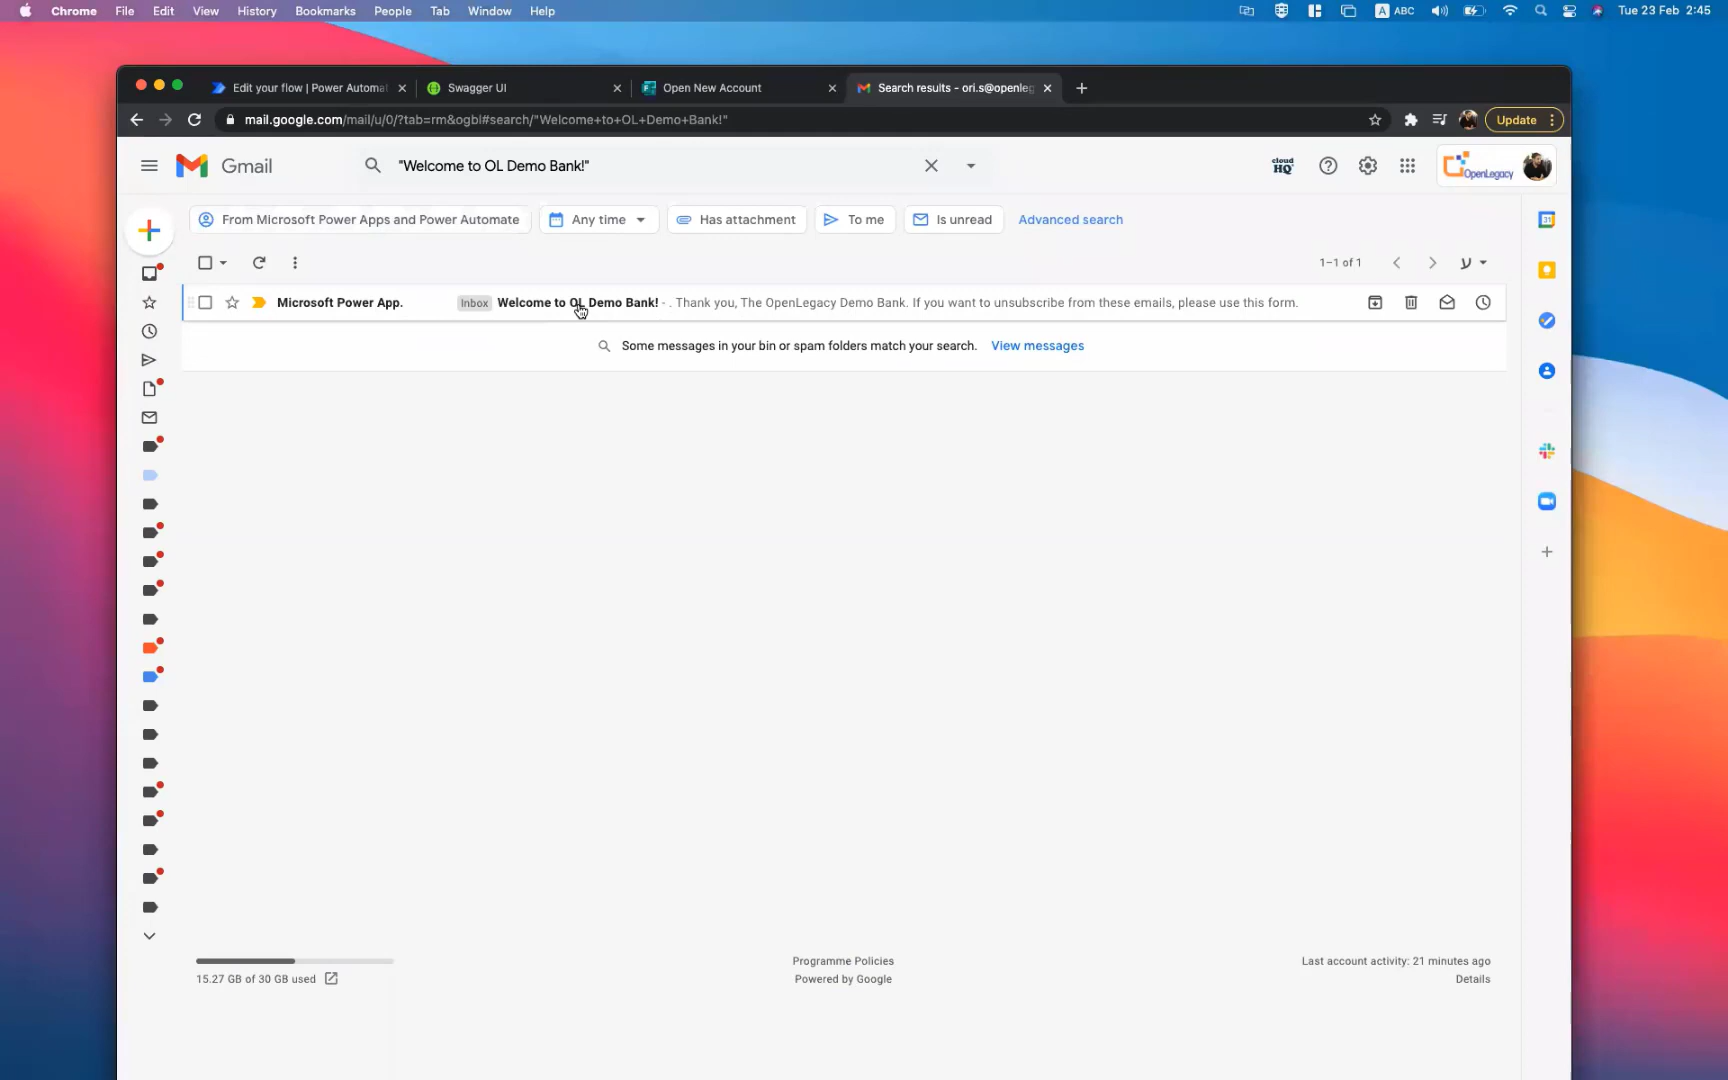 Chrome File Edit View History Bookmarks People Tab Window Help ABC Tue 23 Feb 2:45
Edit your flow | Power Automat Swagger UI Open New Account Search results - ori.s@openleg
mail.google.com/mail/u/0/?tab=rm&ogbl#search/"Welcome+to+OL+Demo+Bank!" Update
Gmail "Welcome to OL Demo Bank!" cloud HQ OpenLegacy
From Microsoft Power Apps and Power Automate Any time Has attachment To me Is unread Advanced search
1–1 of 1 ע
Microsoft Power App. Inbox Welcome to OL Demo Bank! - . Thank you, The OpenLegacy Demo Bank. If you want to unsubscribe from these emails, please use this form.
Some messages in your bin or spam folders match your search. View messages
31
Programme Policies Last account activity: 21 minutes ago
15.27 GB of 30 GB used Powered by Google Details